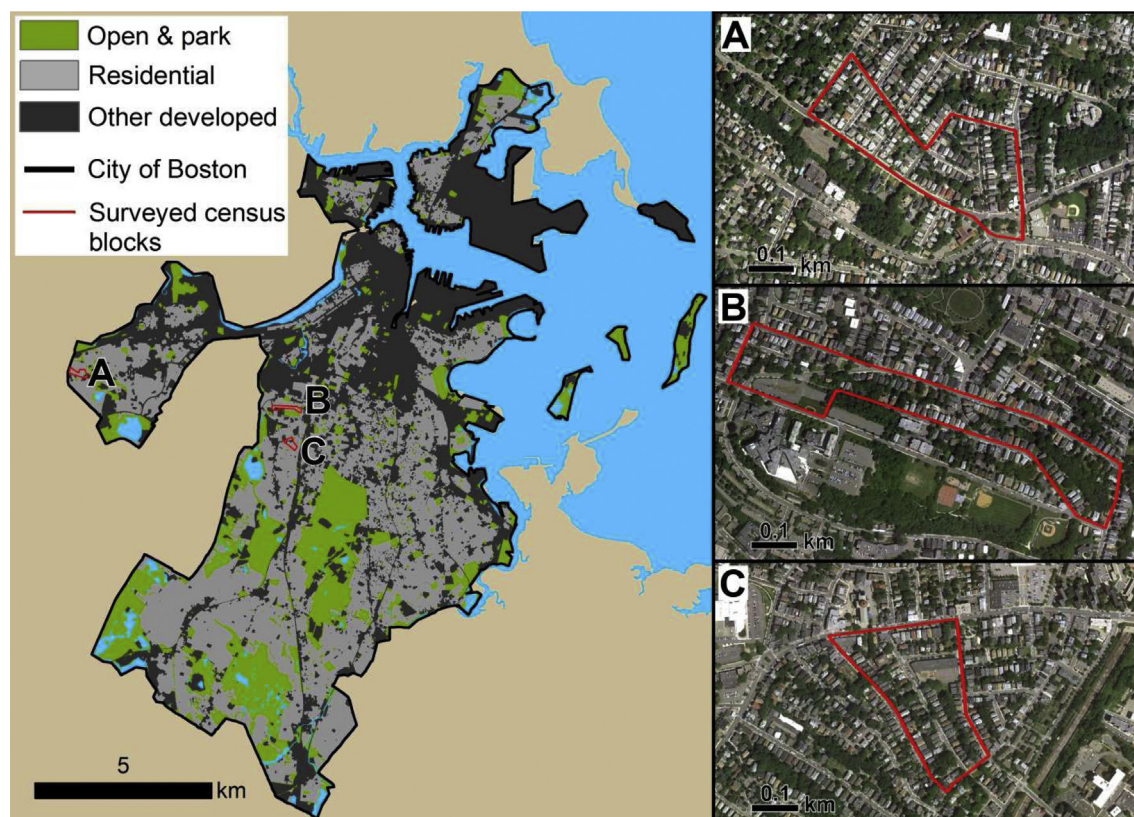 Open & park
Residential
Other developed
City of Boston
Surveyed census
blocks
A
B
C
5
km
A
0.1
km
B
0.1
km
C
0.1
km